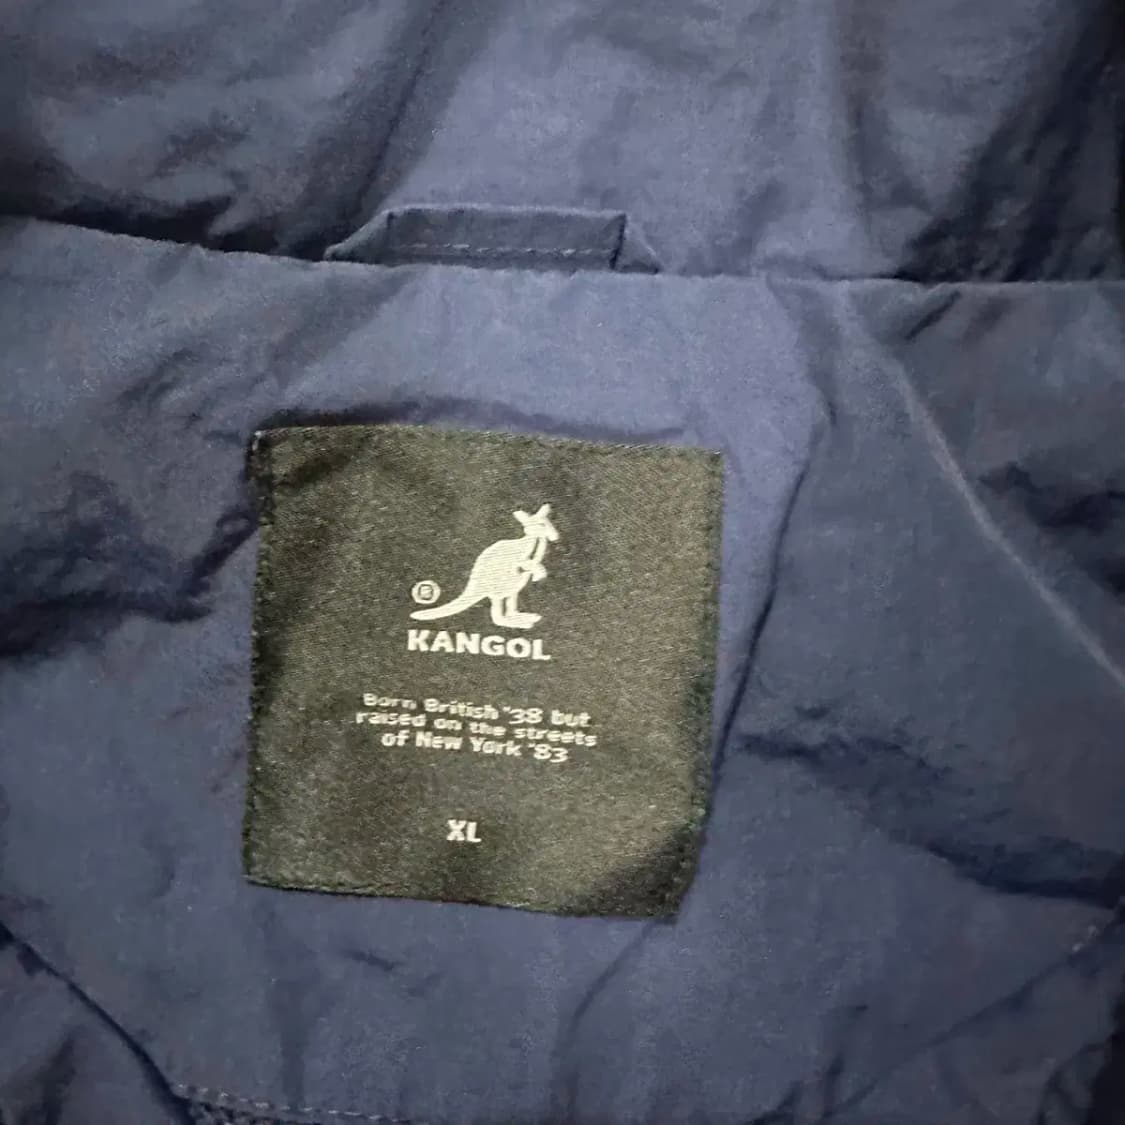 ®
KANGOL
Born British '38 but
raised on the streets
of New York '83
XL